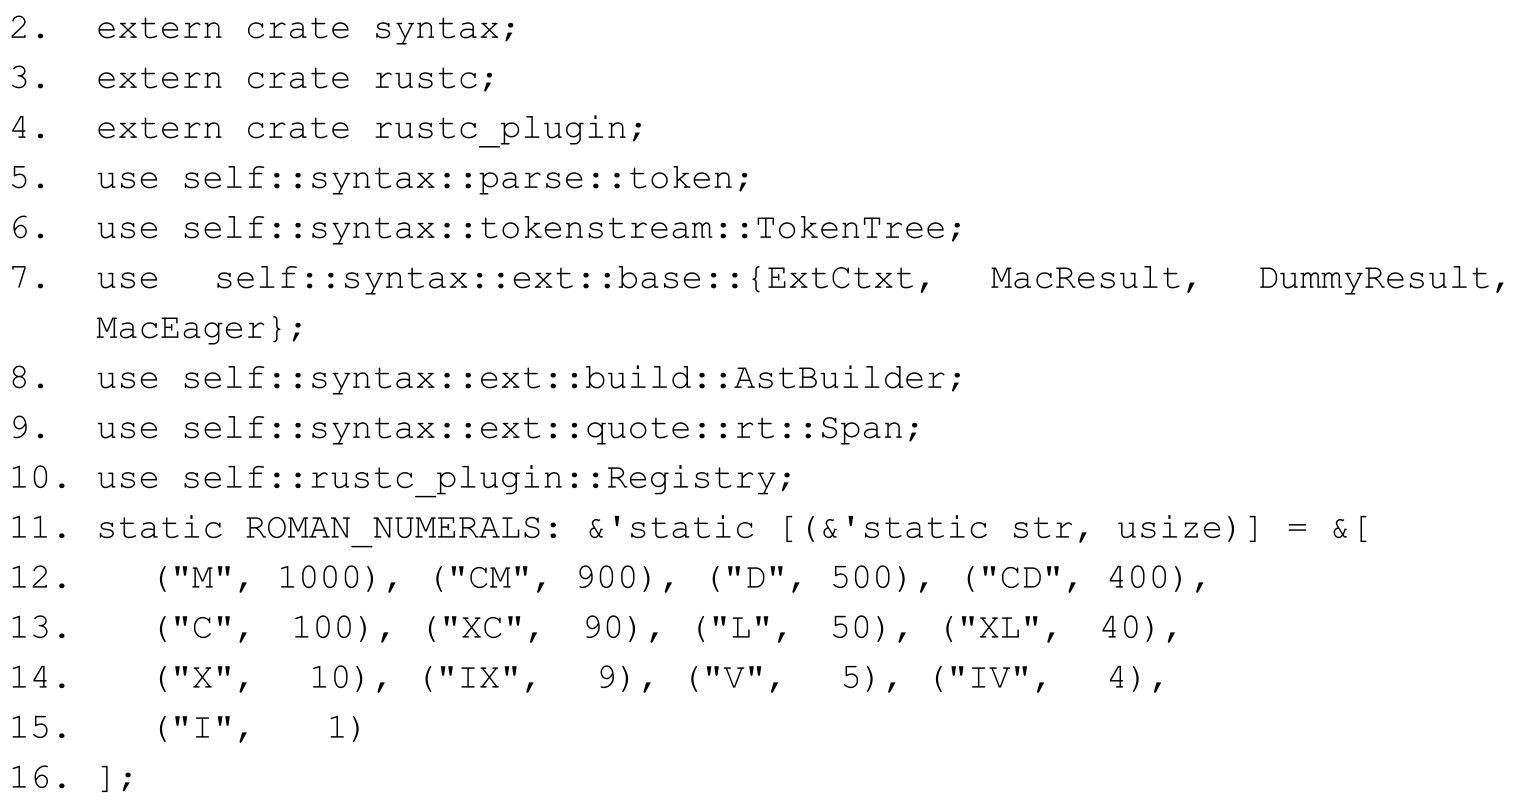 2. extern crate syntax;
3. extern crate rustc;
4. extern crate rustc_plugin;
5. use self::syntax::parse::token;
6. use self::syntax::tokenstream::TokenTree;
7. use self::syntax::ext::base::{ExtCtxt, MacResult, DummyResult,
MacEager};
8. use self::syntax::ext::build::AstBuilder;
9. use self::syntax::ext::quote::rt::Span;
10. use self::rustc_plugin::Registry;
11. static ROMAN_NUMERALS: &'static [(&'static str, usize)] = &[
12. ("M", 1000), ("CM", 900), ("D", 500), ("CD", 400),
13. ("C", 100), ("XC", 90), ("L", 50), ("XL", 40),
14. ("X", 10), ("IX", 9), ("V", 5), ("IV", 4),
15. ("I", 1)
16. ];